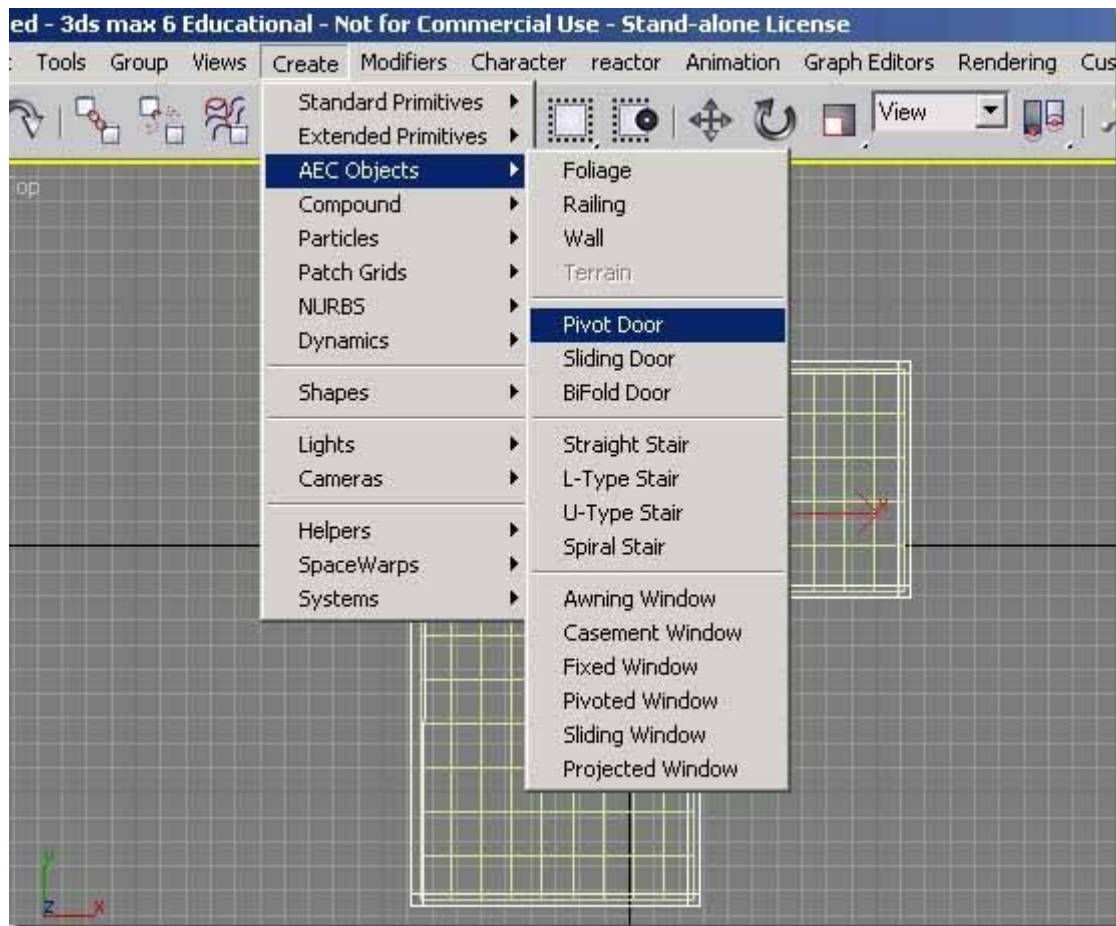 ed - 3ds max 6 Educational - Not for Commercial Use - Stand-alone License
Tools Group Views Create Modifiers Character reactor Animation Graph Editors Rendering Cus
View
op
Standard Primitives
Extended Primitives
AEC Objects
Compound
Particles
Patch Grids
NURBS
Dynamics
Shapes
Lights
Cameras
Helpers
SpaceWarps
Systems
Foliage
Railing
Wall
Terrain
Pivot Door
Sliding Door
BiFold Door
Straight Stair
L-Type Stair
U-Type Stair
Spiral Stair
Awning Window
Casement Window
Fixed Window
Pivoted Window
Sliding Window
Projected Window
x
y
z x